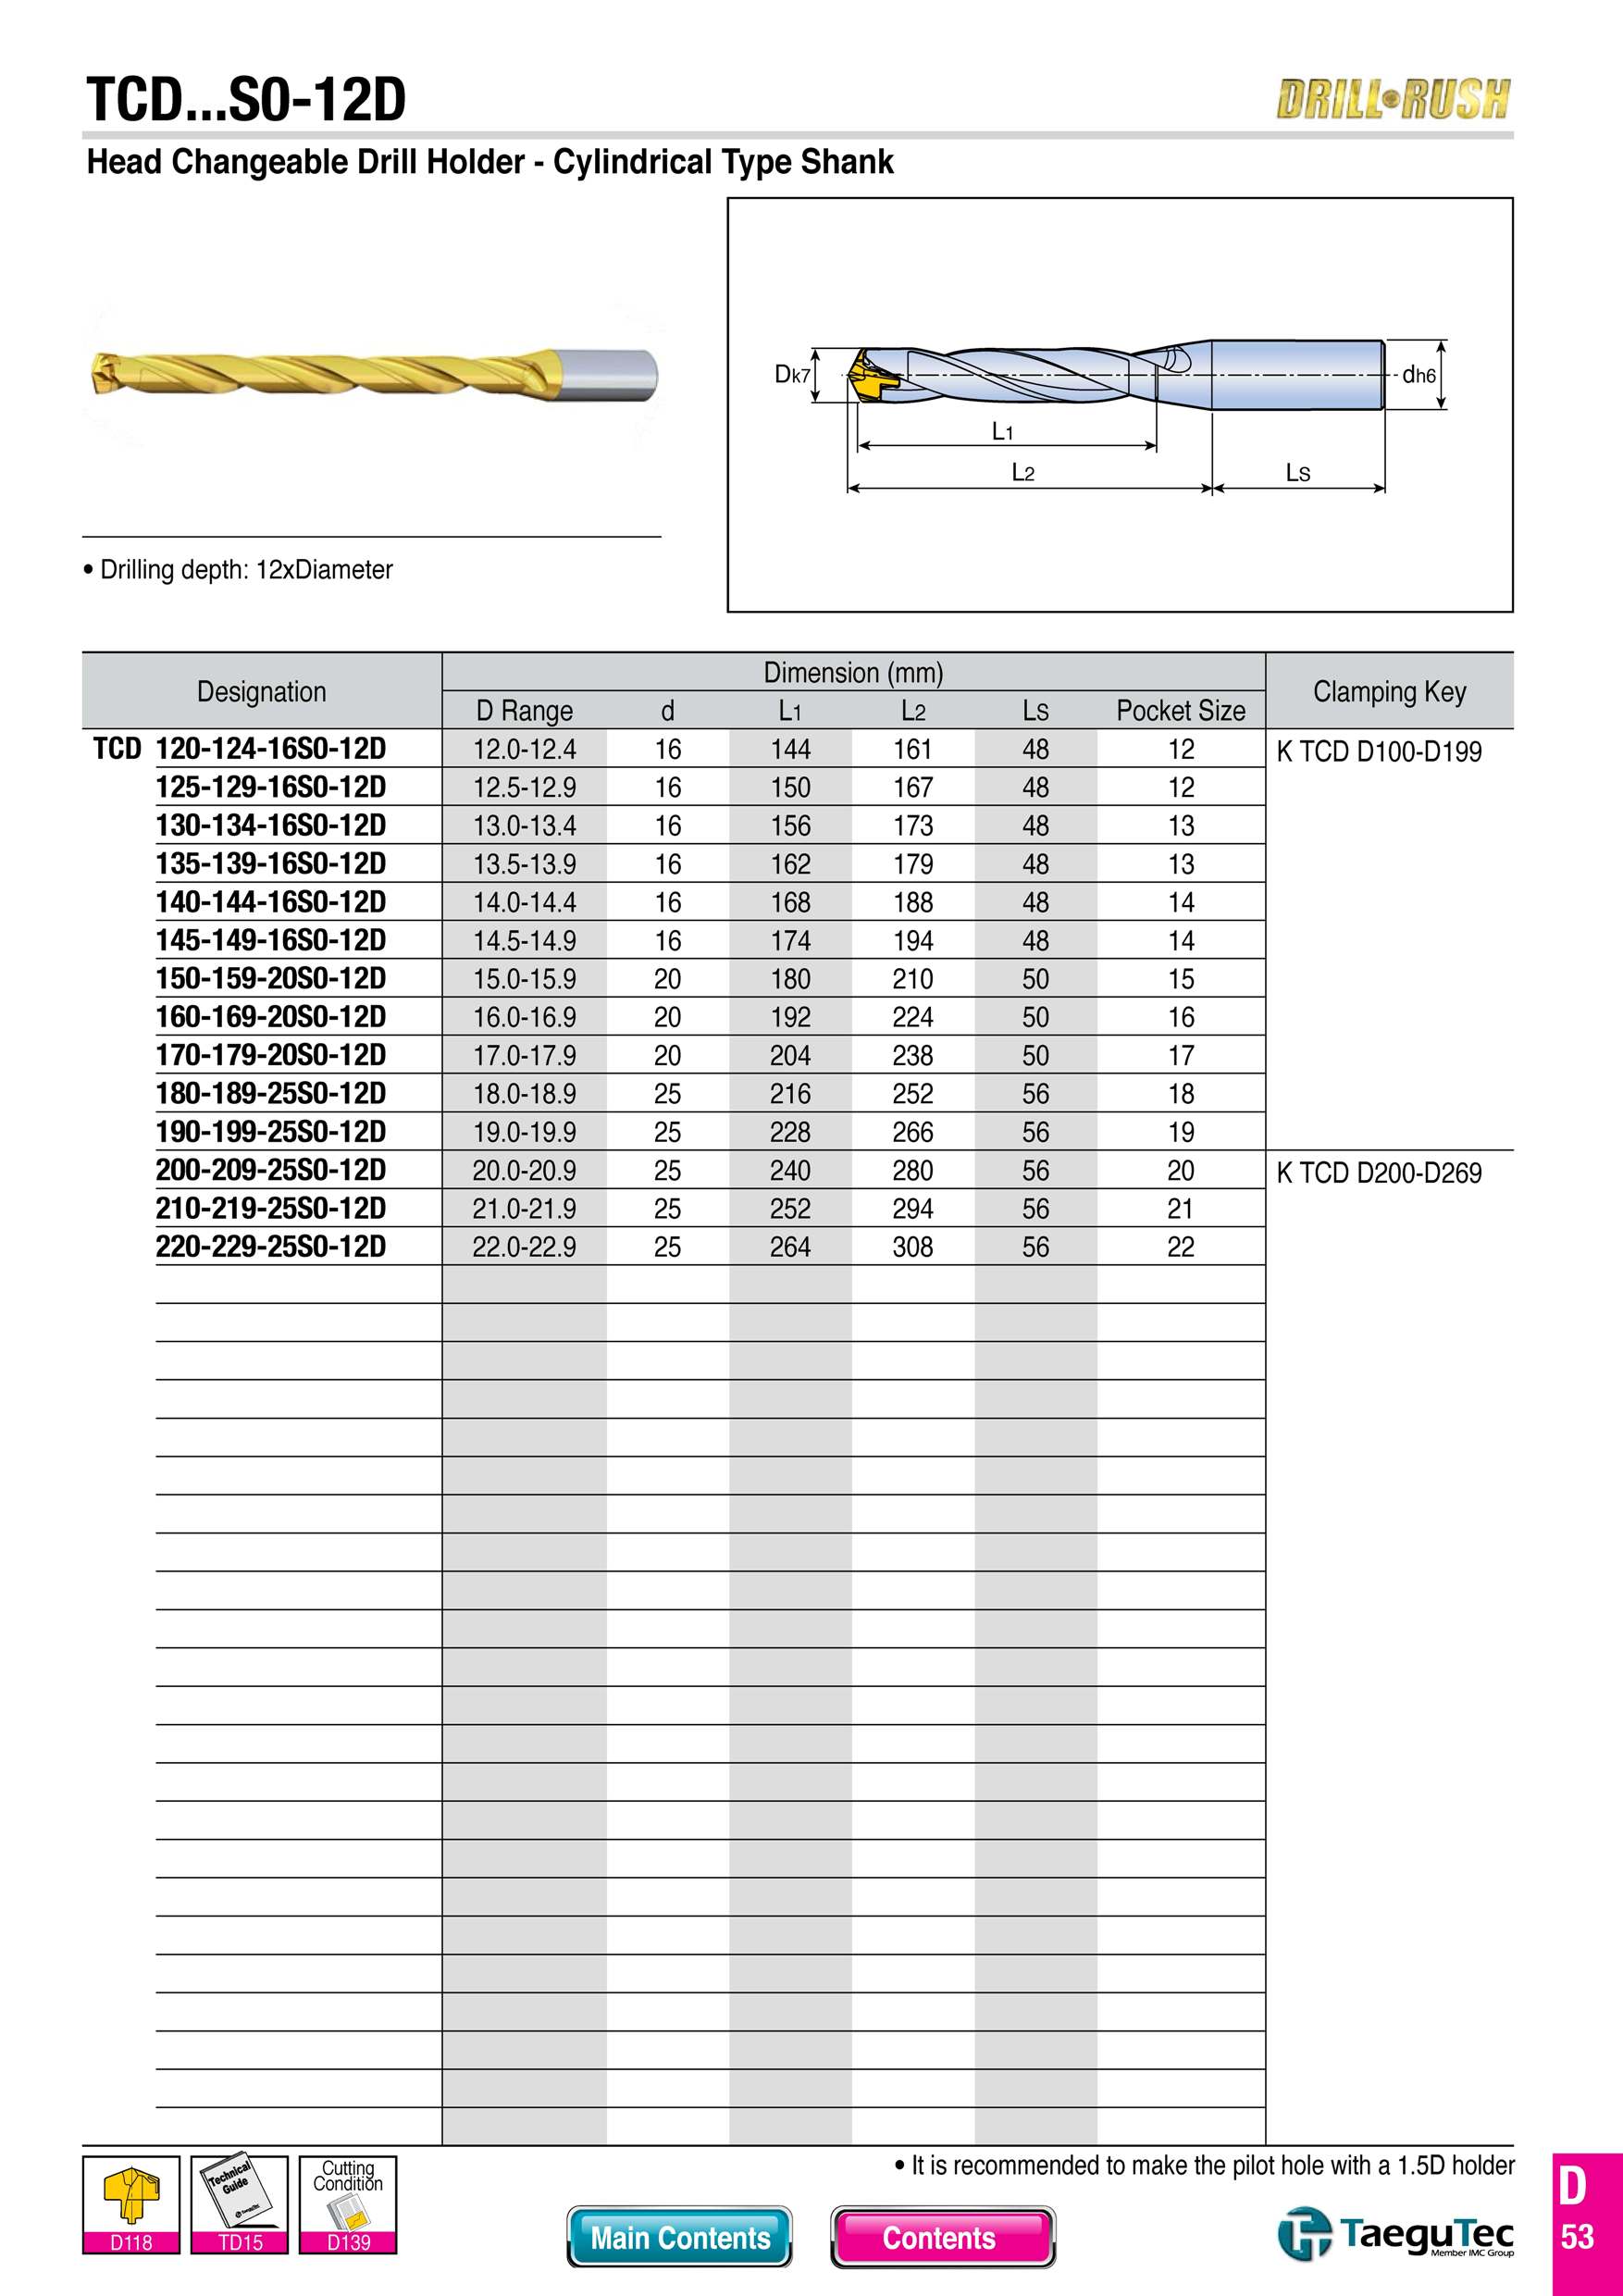 TCD...S0-12D
DRILL•RUSH
Head Changeable Drill Holder - Cylindrical Type Shank
Dk7
dh6
L1
L2
LS
• Drilling depth: 12xDiameter
Designation
Dimension (mm)
Clamping Key
D Range d L1 L2 LS Pocket Size
TCD 120-124-16S0-12D 12.0-12.4 16 144 161 48 12 K TCD D100-D199
125-129-16S0-12D 12.5-12.9 16 150 167 48 12
130-134-16S0-12D 13.0-13.4 16 156 173 48 13
135-139-16S0-12D 13.5-13.9 16 162 179 48 13
140-144-16S0-12D 14.0-14.4 16 168 188 48 14
145-149-16S0-12D 14.5-14.9 16 174 194 48 14
150-159-20S0-12D 15.0-15.9 20 180 210 50 15
160-169-20S0-12D 16.0-16.9 20 192 224 50 16
170-179-20S0-12D 17.0-17.9 20 204 238 50 17
180-189-25S0-12D 18.0-18.9 25 216 252 56 18
190-199-25S0-12D 19.0-19.9 25 228 266 56 19
200-209-25S0-12D 20.0-20.9 25 240 280 56 20 K TCD D200-D269
210-219-25S0-12D 21.0-21.9 25 252 294 56 21
220-229-25S0-12D 22.0-22.9 25 264 308 56 22
• It is recommended to make the pilot hole with a 1.5D holder
Technical
Guide
TaeguTec
Cutting
Condition
D118
TD15
D139
Main Contents
Contents
TaeguTec
Member IMC Group
D
53